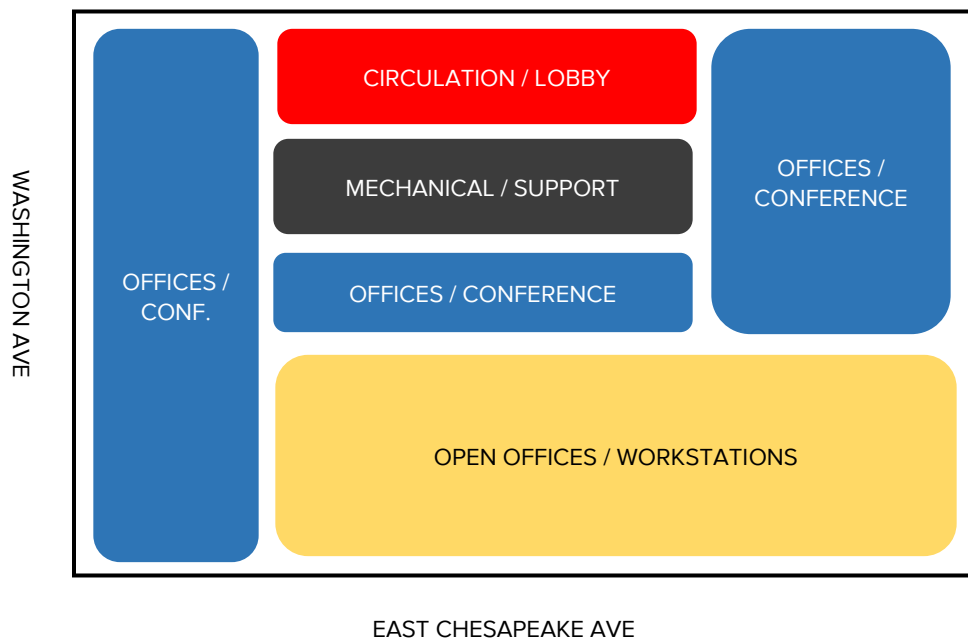 CIRCULATION / LOBBY
MECHANICAL / SUPPORT
OFFICES /
CONFERENCE
WASHINGTON AVE
OFFICES /
CONF.
OFFICES / CONFERENCE
OPEN OFFICES / WORKSTATIONS
EAST CHESAPEAKE AVE